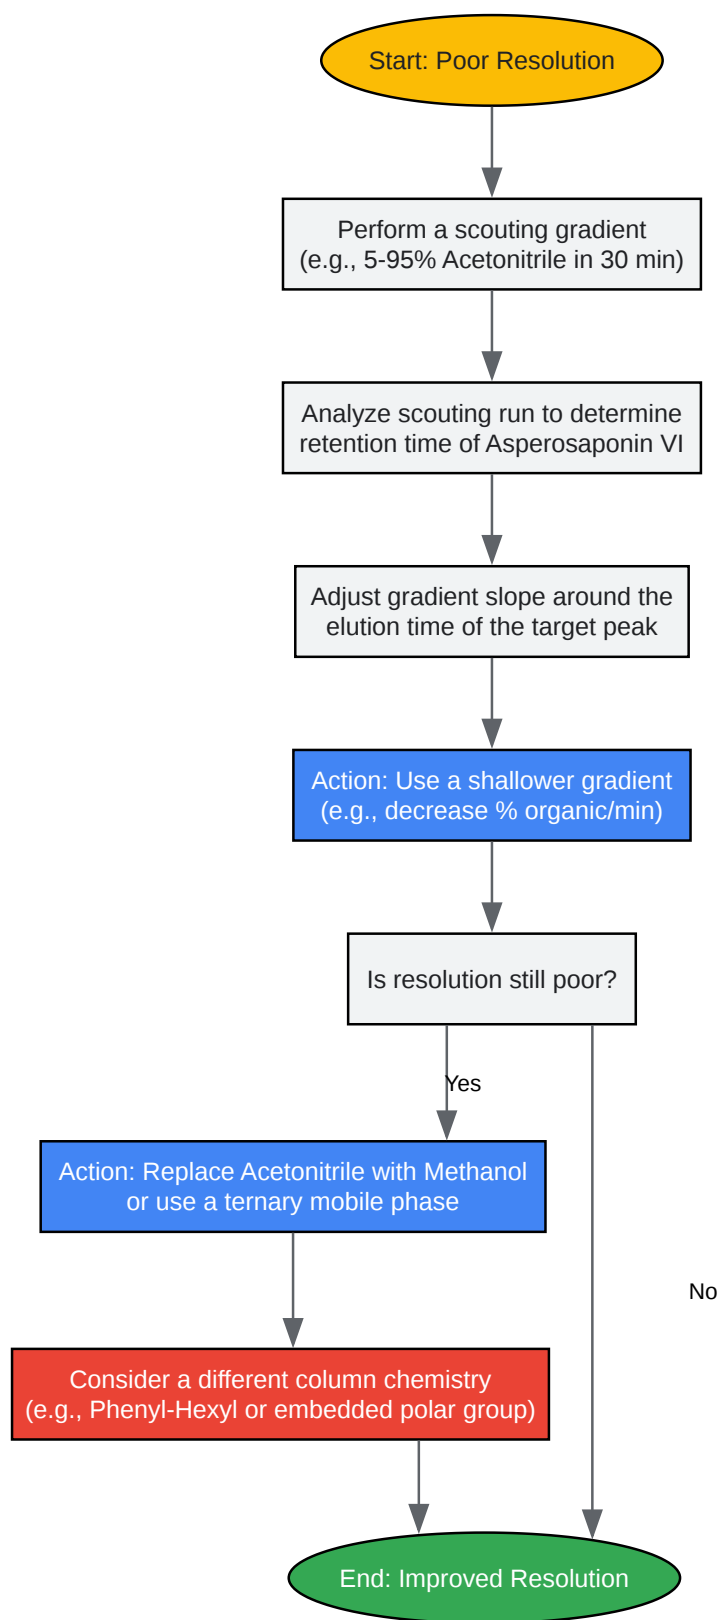 Start: Poor Resolution
Perform a scouting gradient
(e.g., 5-95% Acetonitrile in 30 min)
Analyze scouting run to determine
retention time of Asperosaponin VI
Adjust gradient slope around the
elution time of the target peak
Action: Use a shallower gradient
(e.g., decrease % organic/min)
Is resolution still poor?
Yes
Action: Replace Acetonitrile with Methanol
or use a ternary mobile phase
No
Consider a different column chemistry
(e.g., Phenyl-Hexyl or embedded polar group)
End: Improved Resolution